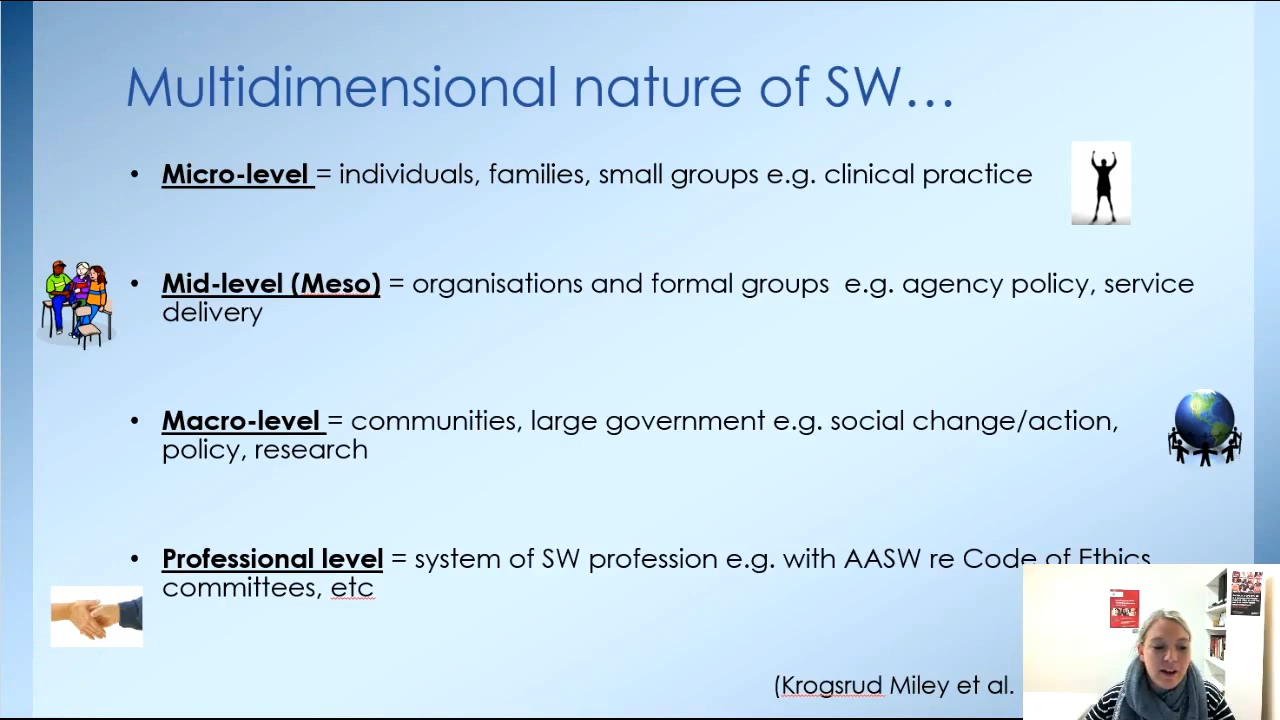 Multidimensional nature of SW...
• Micro-level = individuals, families, small groups e.g. clinical practice
• Mid-level (Meso) = organisations and formal groups e.g. agency policy, service
delivery
• Macro-level = communities, large government e.g. social change/action,
policy, research
• Professional level = system of SW profession e.g. with AASW re Code of Ethics
committees, etc
(Krogsrud Miley et al.